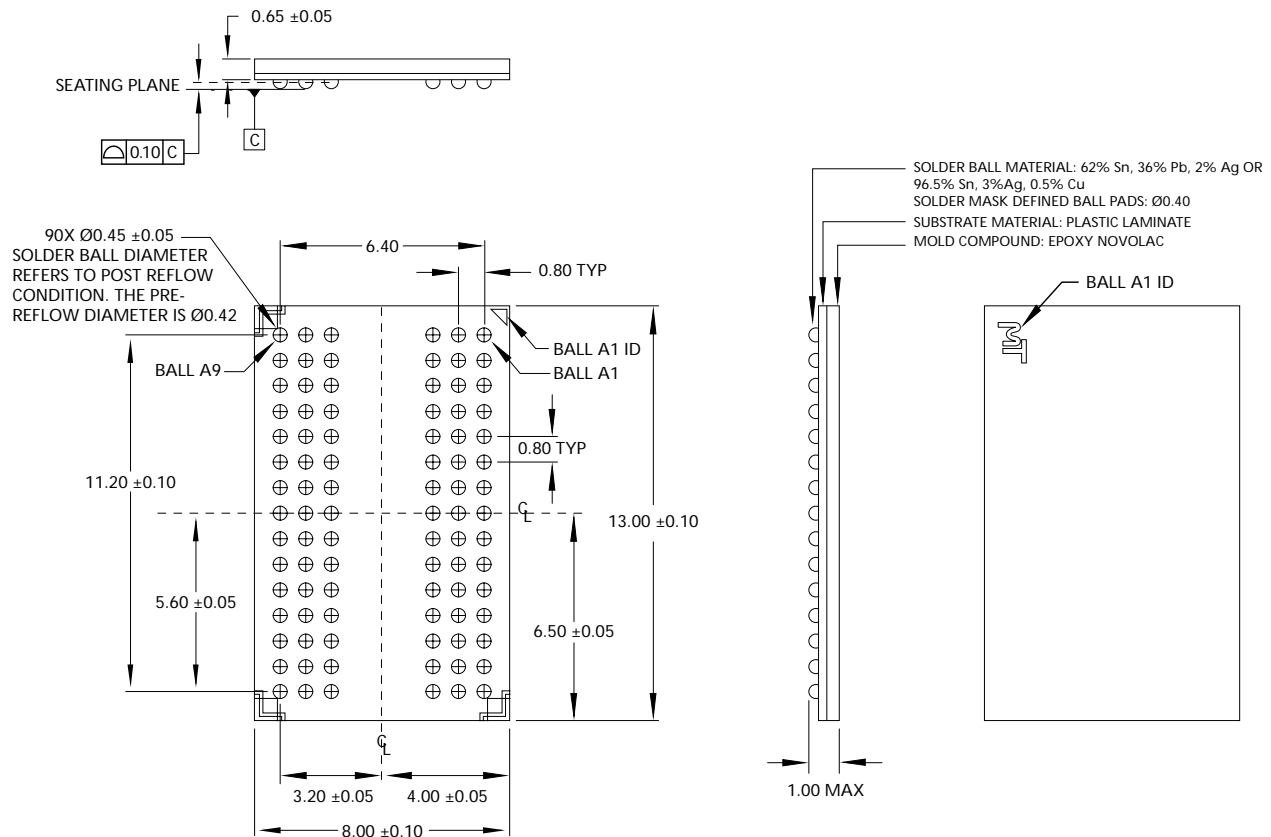 0.65 ±0.05
SEATING PLANE
C
0.10 C
SOLDER BALL MATERIAL: 62% Sn, 36% Pb, 2% Ag OR
96.5% Sn, 3%Ag, 0.5% Cu
SOLDER MASK DEFINED BALL PADS: Ø0.40
SUBSTRATE MATERIAL: PLASTIC LAMINATE
MOLD COMPOUND: EPOXY NOVOLAC
90X Ø0.45 ±0.05
SOLDER BALL DIAMETER
REFERS TO POST REFLOW
CONDITION. THE PRE-
REFLOW DIAMETER IS Ø0.42
6.40
0.80 TYP
BALL A1 ID
BALL A1 ID
BALL A1
BALL A9
0.80 TYP
11.20 ±0.10
CL
13.00 ±0.10
5.60 ±0.05
6.50 ±0.05
CL
3.20 ±0.05
4.00 ±0.05
8.00 ±0.10
1.00 MAX